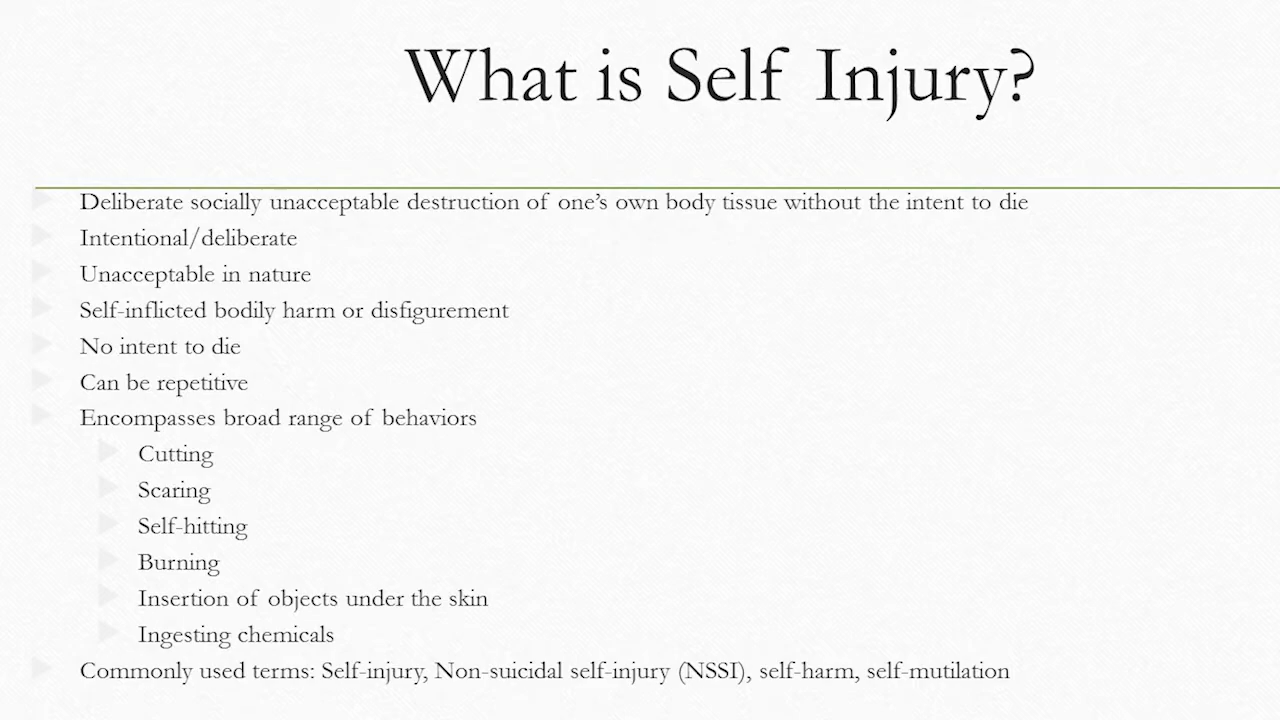 What is Self Injury?
Deliberate socially unacceptable destruction of one’s own body tissue without the intent to die
Intentional/deliberate
Unacceptable in nature
Self-inflicted bodily harm or disfigurement
No intent to die
Can be repetitive
Encompasses broad range of behaviors
Cutting
Scaring
Self-hitting
Burning
Insertion of objects under the skin
Ingesting chemicals
Commonly used terms: Self-injury, Non-suicidal self-injury (NSSI), self-harm, self-mutilation